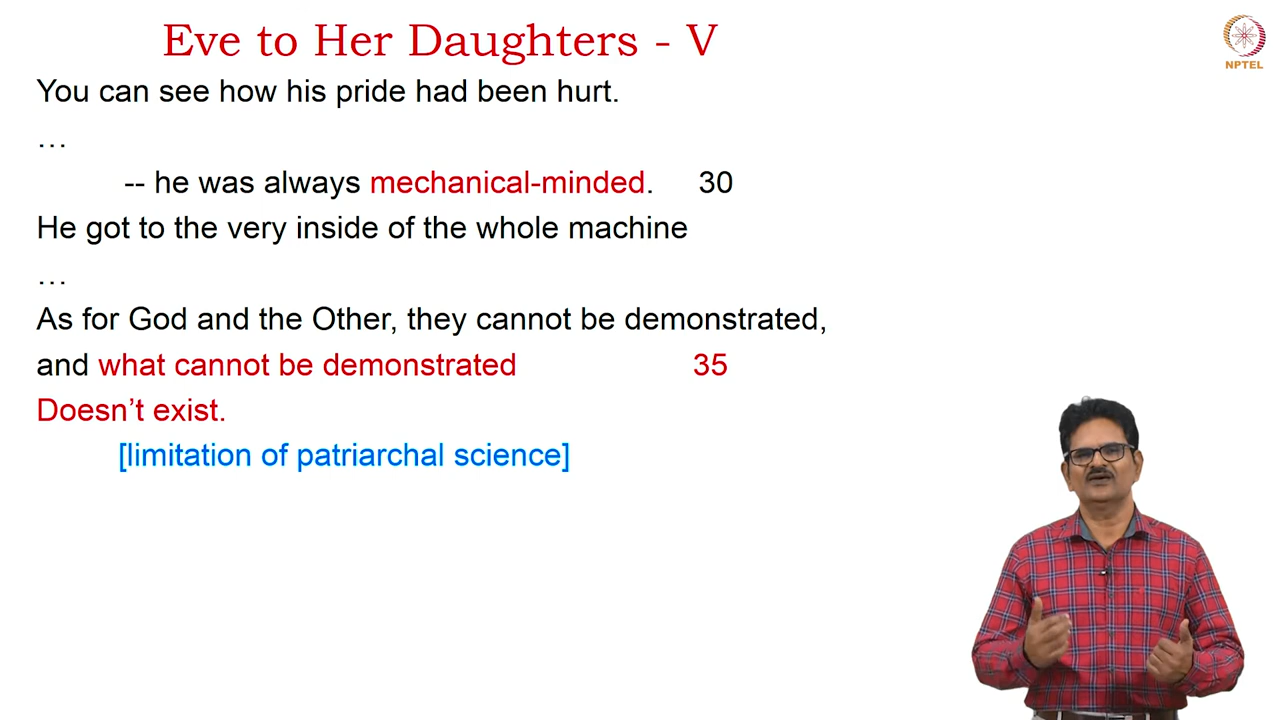 Eve to Her Daughters - V
NPTEL
You can see how his pride had been hurt.
…
-- he was always mechanical-minded. 30
He got to the very inside of the whole machine
…
As for God and the Other, they cannot be demonstrated,
and what cannot be demonstrated 35
Doesn’t exist.
[limitation of patriarchal science]